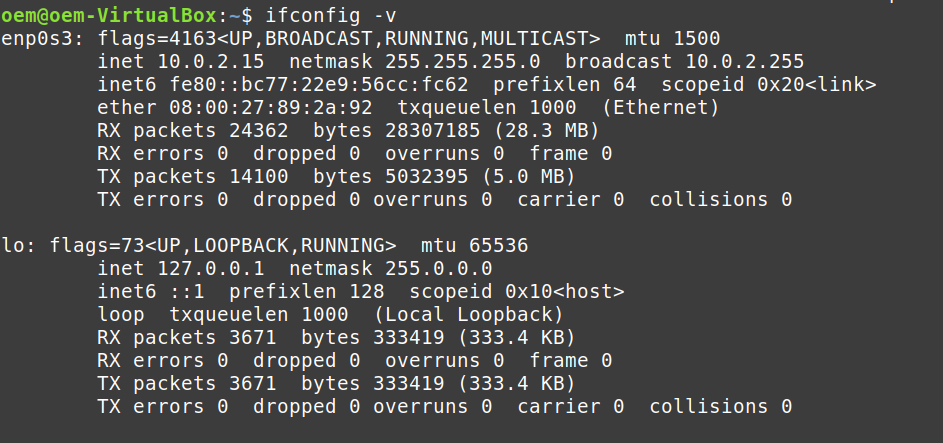 oem@oem-VirtualBox:~$ ifconfig -v
enp0s3: flags=4163<UP,BROADCAST,RUNNING,MULTICAST>  mtu 1500
        inet 10.0.2.15  netmask 255.255.255.0  broadcast 10.0.2.255
        inet6 fe80::bc77:22e9:56cc:fc62  prefixlen 64  scopeid 0x20<link>
        ether 08:00:27:89:2a:92  txqueuelen 1000  (Ethernet)
        RX packets 24362  bytes 28307185 (28.3 MB)
        RX errors 0  dropped 0  overruns 0  frame 0
        TX packets 14100  bytes 5032395 (5.0 MB)
        TX errors 0  dropped 0 overruns 0  carrier 0  collisions 0

lo: flags=73<UP,LOOPBACK,RUNNING>  mtu 65536
        inet 127.0.0.1  netmask 255.0.0.0
        inet6 ::1  prefixlen 128  scopeid 0x10<host>
        loop  txqueuelen 1000  (Local Loopback)
        RX packets 3671  bytes 333419 (333.4 KB)
        RX errors 0  dropped 0  overruns 0  frame 0
        TX packets 3671  bytes 333419 (333.4 KB)
        TX errors 0  dropped 0 overruns 0  carrier 0  collisions 0